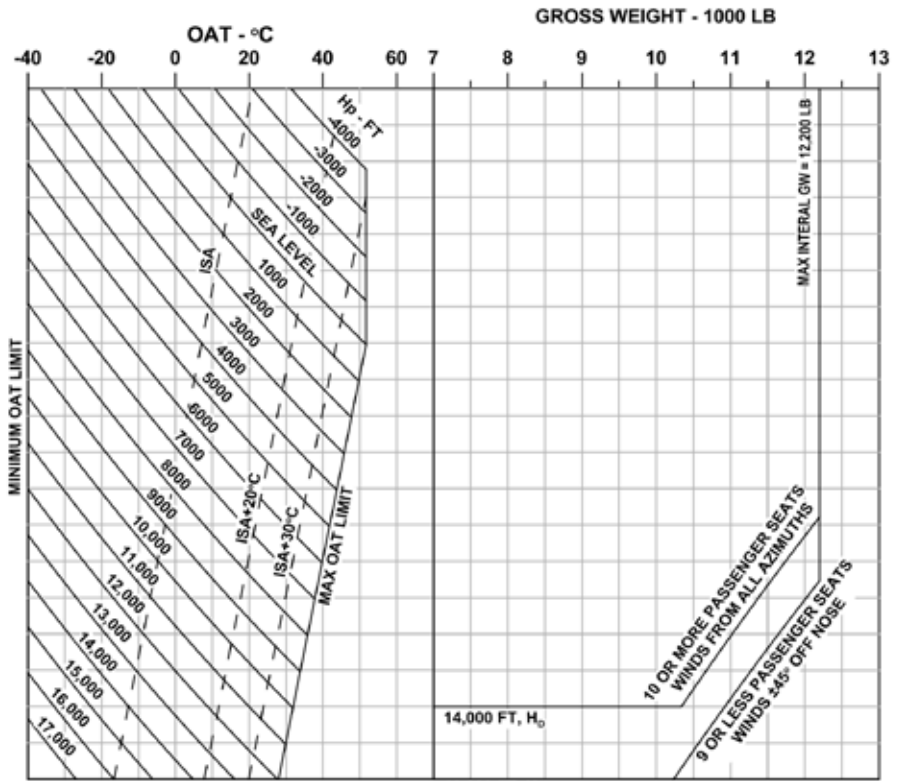 GROSS WEIGHT - 1000 LB
OAT - °C
-40 -20 0 20 40 60 7 8 9 10 11 12 13
Hp - FT
-4000
-3000
-2000
-1000
SEA LEVEL
1000
2000
3000
4000
5000
6000
7000
8000
9000
10,000
11,000
12,000
13,000
14,000
15,000
16,000
17,000
ISA
ISA+20°C
ISA+30°C
MAX OAT LIMIT
MINIMUM OAT LIMIT
MAX INTERAL GW = 12,200 LB
10 OR MORE PASSENGER SEATS
WINDS FROM ALL AZIMUTHS
9 OR LESS PASSENGER SEATS
WINDS ±45° OFF NOSE
14,000 FT, HD